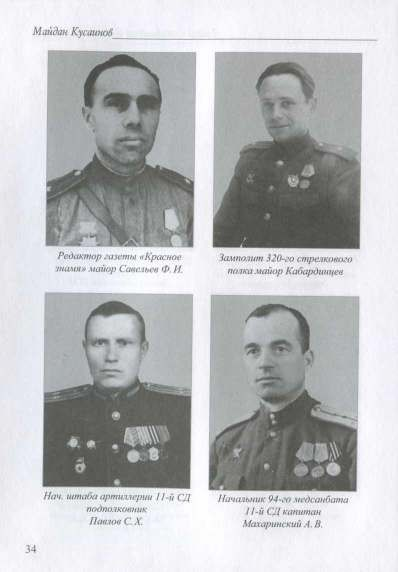 Майдан Кусаинов
Редактор газеты «Красное
знамя» майор Савельев Ф. И.
Замполит 320-го стрелкового
полка майор Кабардинцев
Нач. штаба артиллерии 11-й СД
подполковник
Павлов С. Х.
Начальник 94-го медсанбата
11-й СД капитан
Махаринский А. В.
34